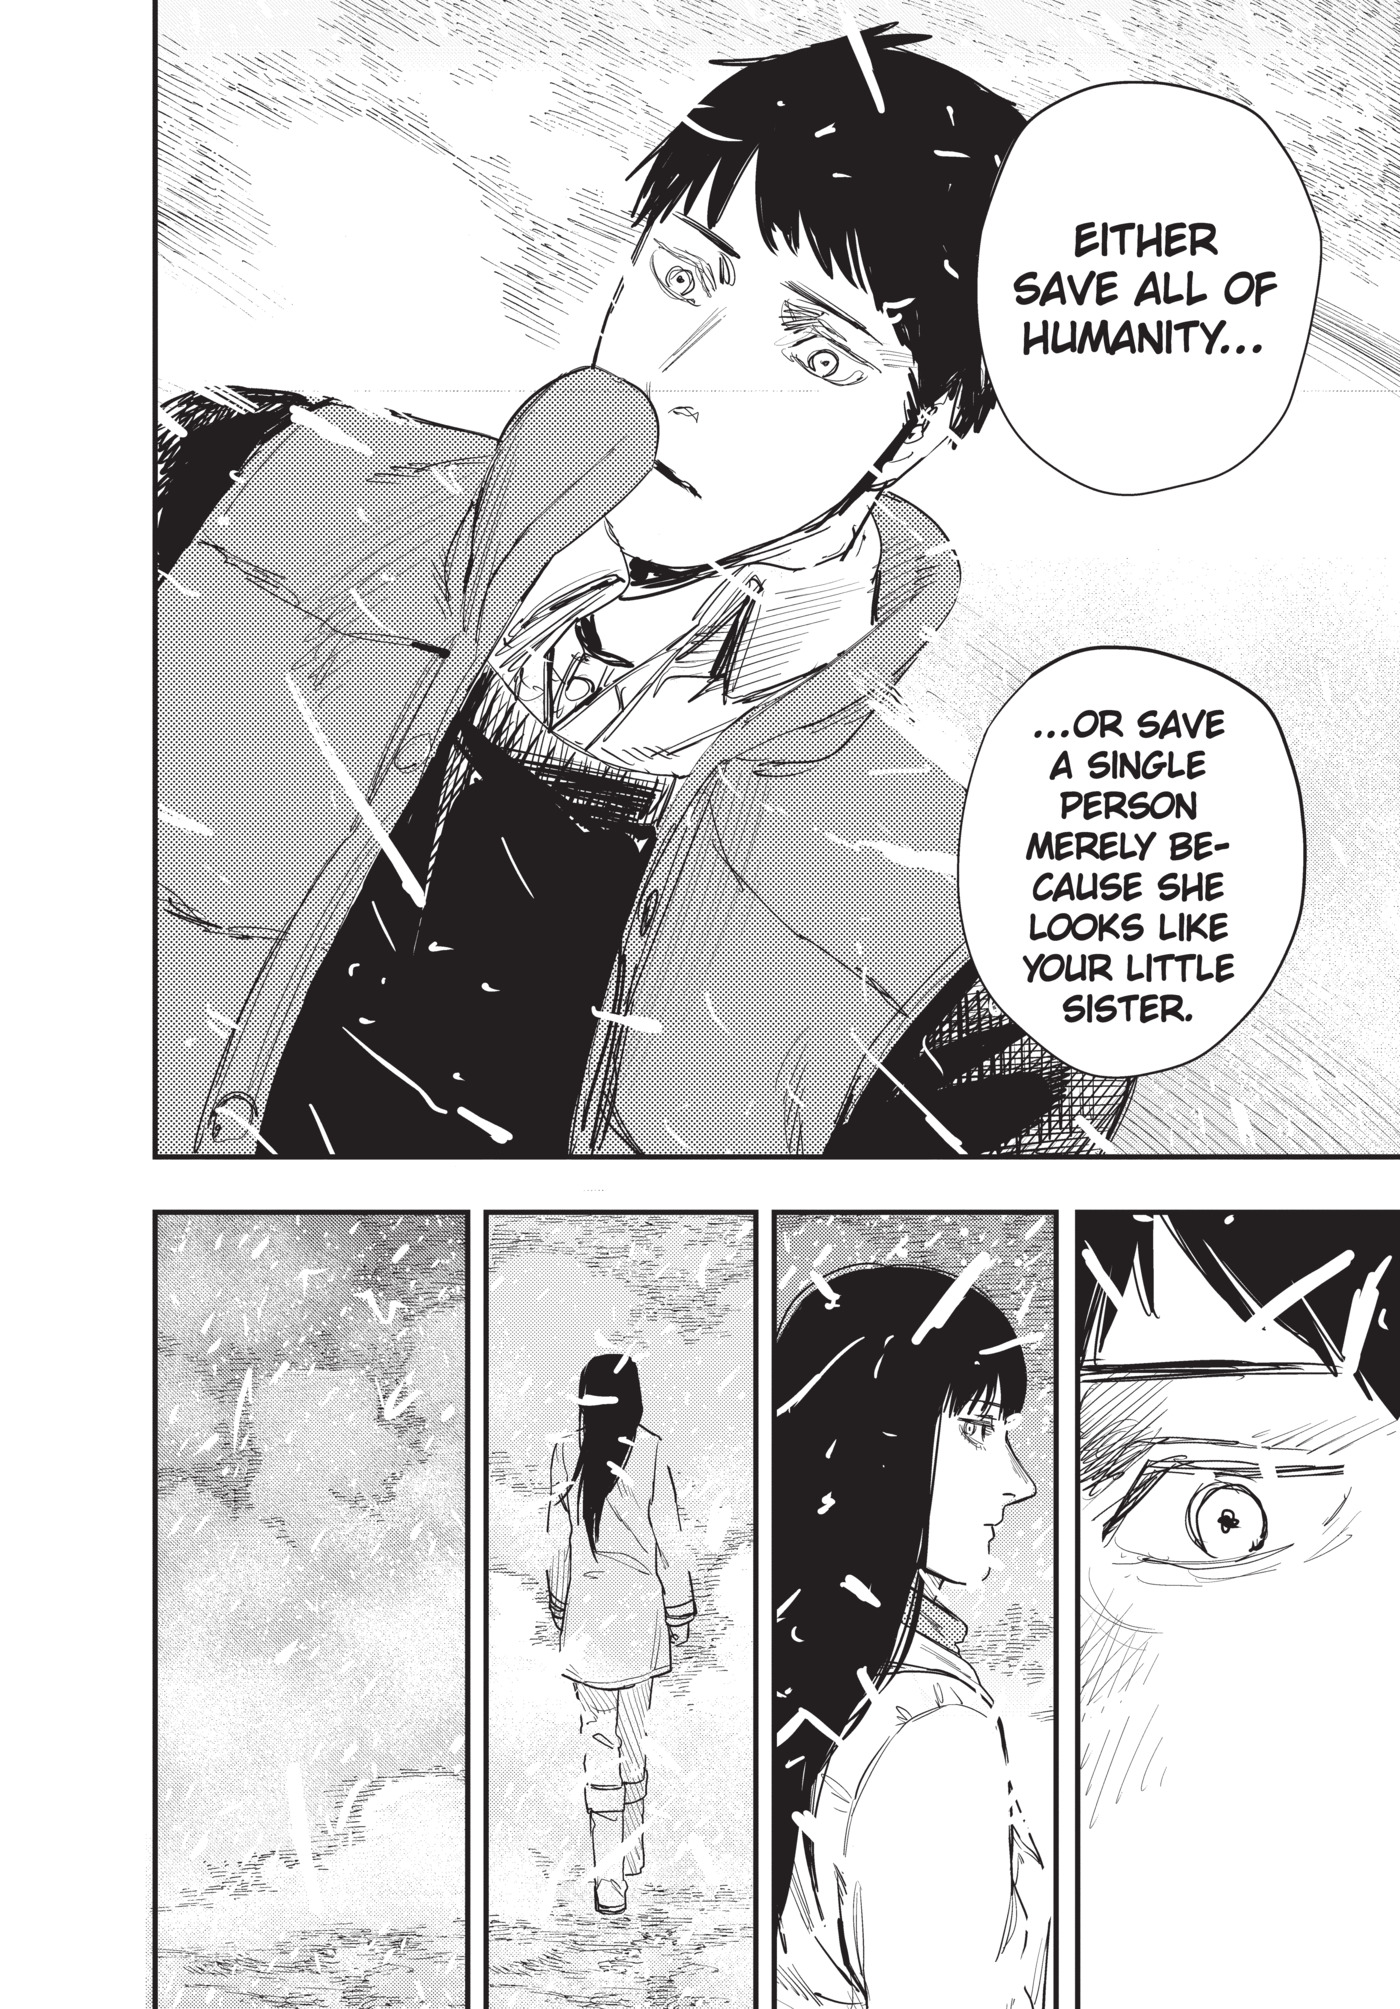 EITHER
SAVE ALL OF
HUMANITY...
...OR SAVE
A SINGLE
PERSON
MERELY BE-
CAUSE SHE
LOOKS LIKE
YOUR LITTLE
SISTER.